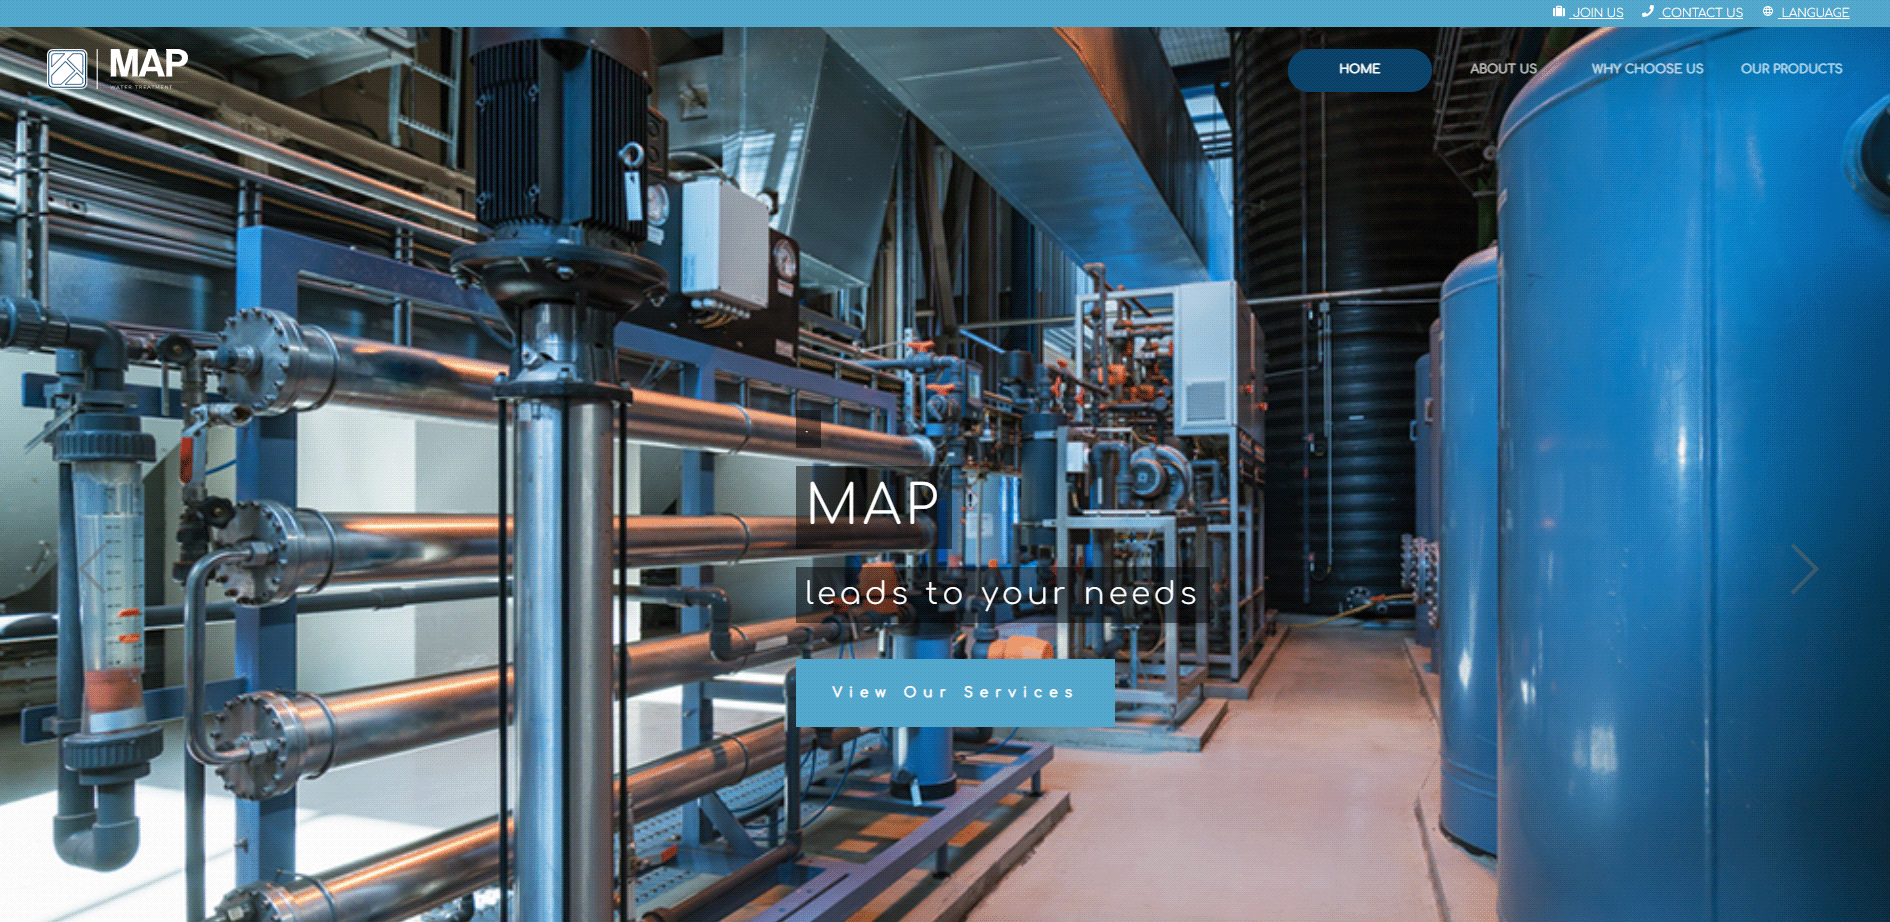 JOIN US
CONTACT US
LANGUAGE
MAP
WATER TREATMENT
HOME
ABOUT US
WHY CHOOSE US
OUR PRODUCTS
.
MAP
leads to your needs
View Our Services